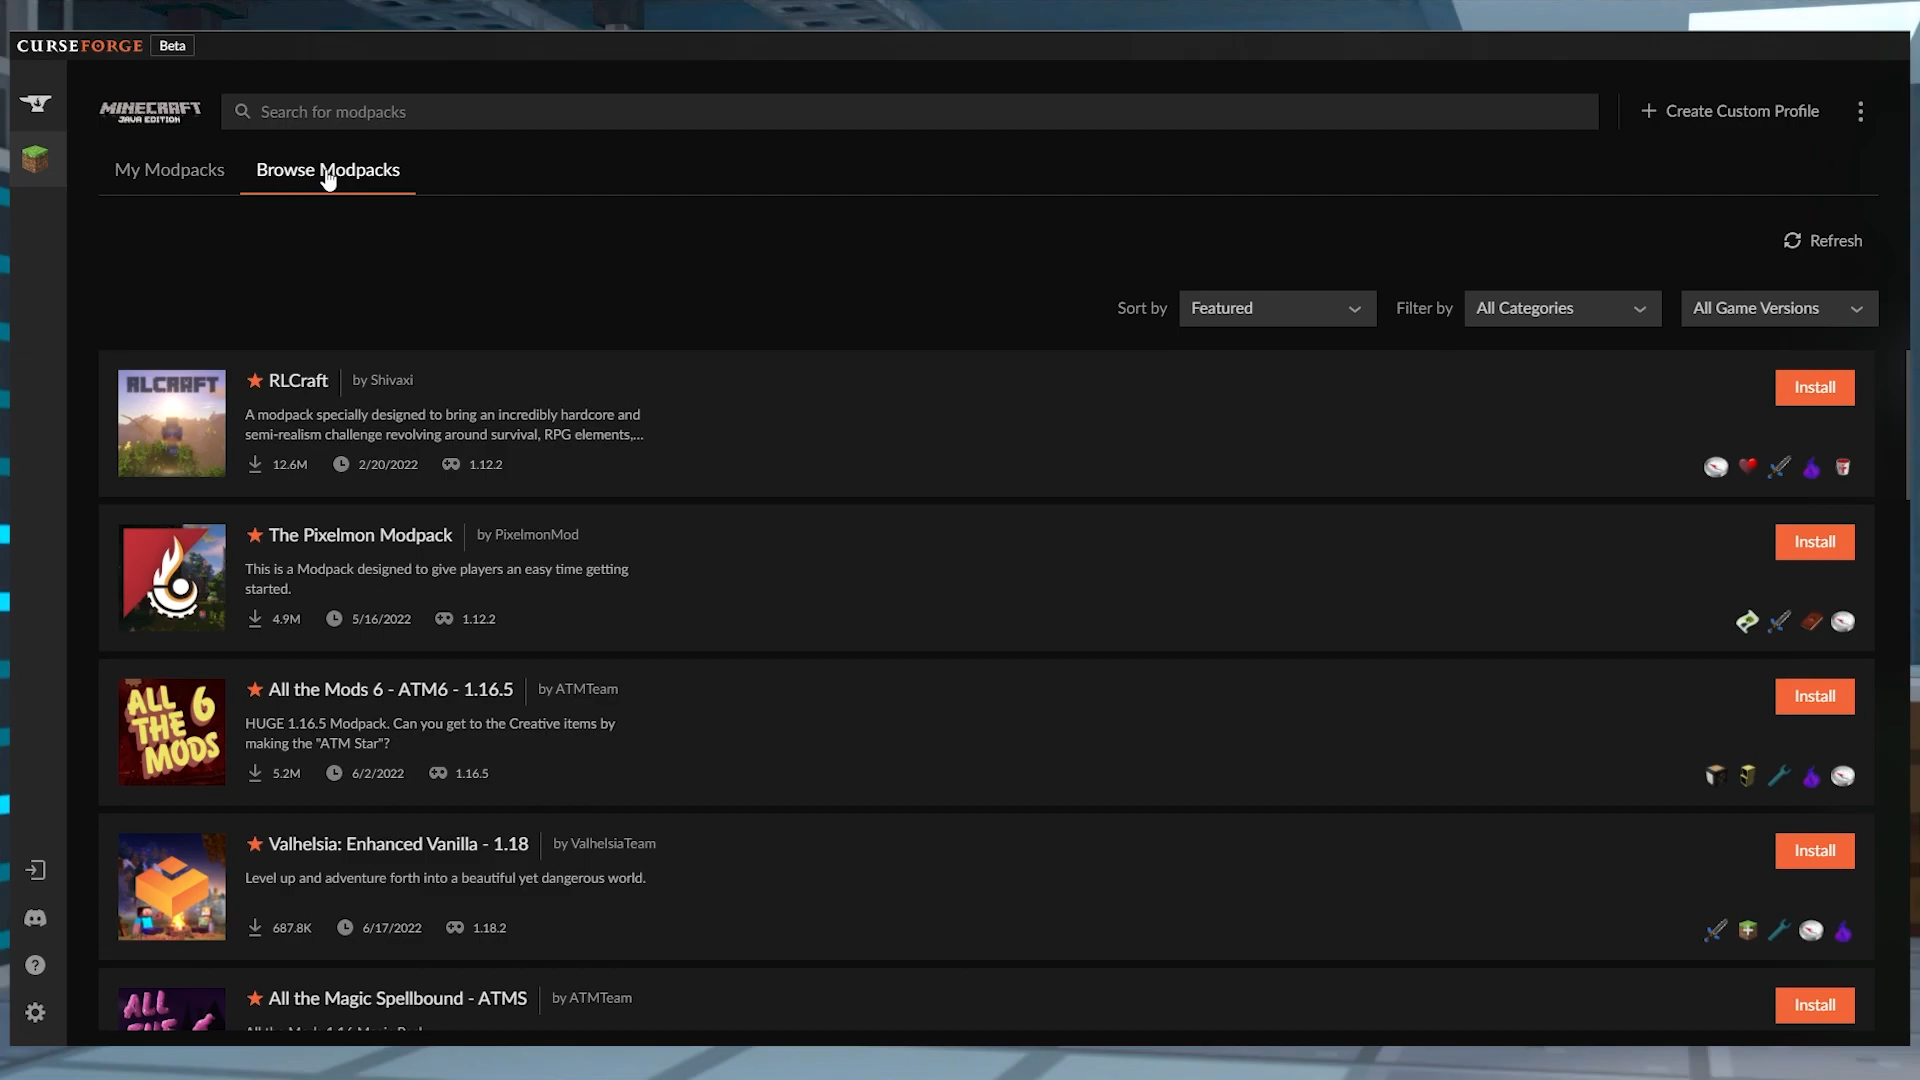 CURSEFORGE Beta
MINECRAFT
JAVA EDITION
Search for modpacks
Create Custom Profile
My Modpacks
Browse Modpacks
Refresh
Sort by
Featured
Filter by
All Categories
All Game Versions
RLCRAFT
RLCraft
by Shivaxi
A modpack specially designed to bring an incredibly hardcore and
semi-realism challenge revolving around survival, RPG elements,...
12.6M 2/20/2022 1.12.2
Install
The Pixelmon Modpack
by PixelmonMod
This is a Modpack designed to give players an easy time getting
started.
4.9M 5/16/2022 1.12.2
Install
ALL 6
THE
MODS
All the Mods 6 - ATM6 - 1.16.5
by ATMTeam
HUGE 1.16.5 Modpack. Can you get to the Creative items by
making the "ATM Star"?
5.2M 6/2/2022 1.16.5
Install
Valhelsia: Enhanced Vanilla - 1.18
by ValhelsiaTeam
Level up and adventure forth into a beautiful yet dangerous world.
687.8K 6/17/2022 1.18.2
Install
ALL
THE
All the Magic Spellbound - ATMS
by ATMTeam
Install